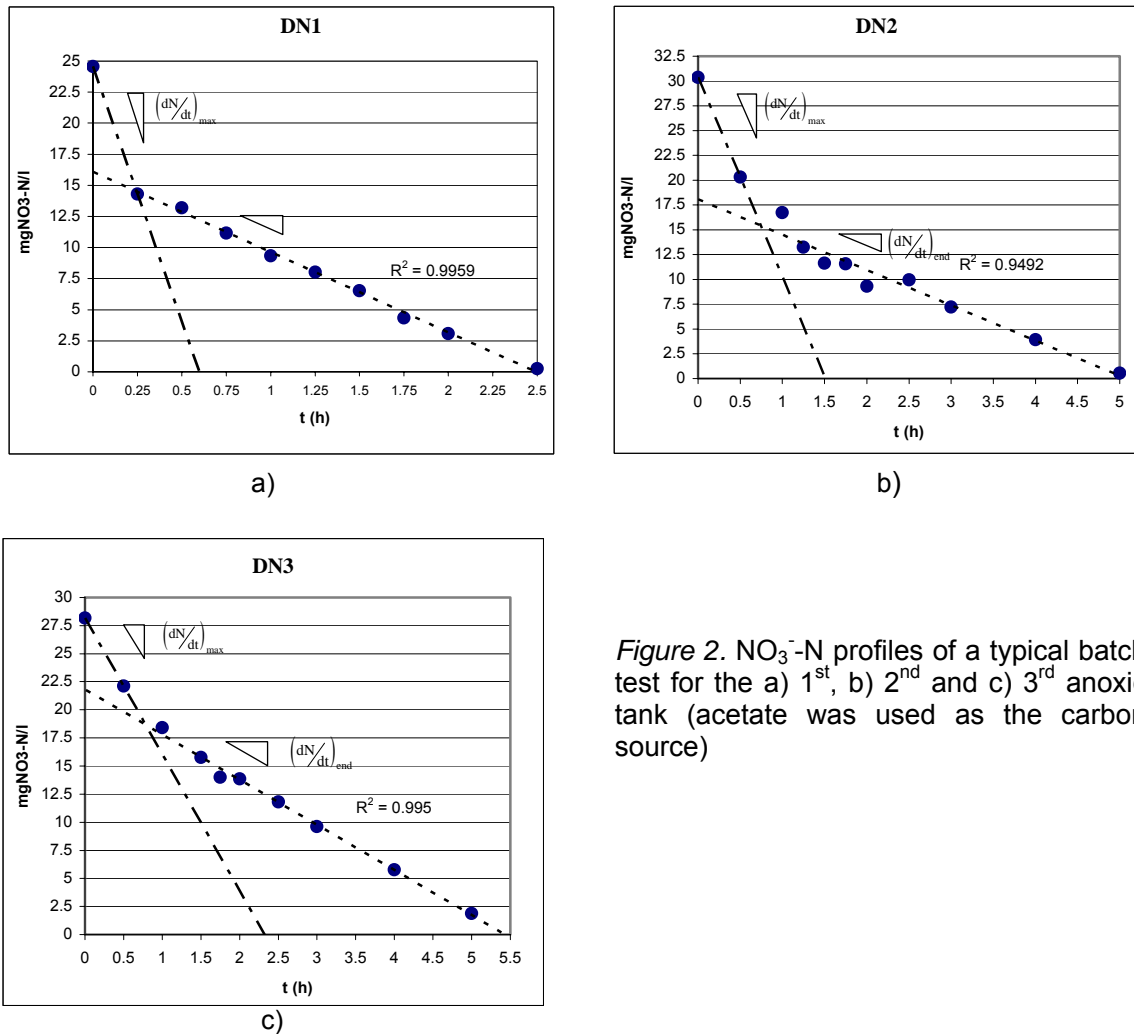 DN1
25
22.5
20
17.5
15
12.5
10
7.5
5
2.5
0
mgNO3-N/l
(dN/dt)max
R² = 0.9959
0 0.25 0.5 0.75 1 1.25 1.5 1.75 2 2.25 2.5
t (h)
a)
DN2
32.5
30
27.5
25
22.5
20
17.5
15
12.5
10
7.5
5
2.5
0
mgNO3-N/l
(dN/dt)max
(dN/dt)end
R² = 0.9492
0 0.5 1 1.5 2 2.5 3 3.5 4 4.5 5
t (h)
b)
DN3
30
27.5
25
22.5
20
17.5
15
12.5
10
7.5
5
2.5
0
mgNO3-N/l
(dN/dt)max
(dN/dt)end
R² = 0.995
0 0.5 1 1.5 2 2.5 3 3.5 4 4.5 5 5.5
t (h)
c)
Figure 2. NO₃⁻-N profiles of a typical batch
test for the a) 1st, b) 2nd and c) 3rd anoxic
tank (acetate was used as the carbon
source)